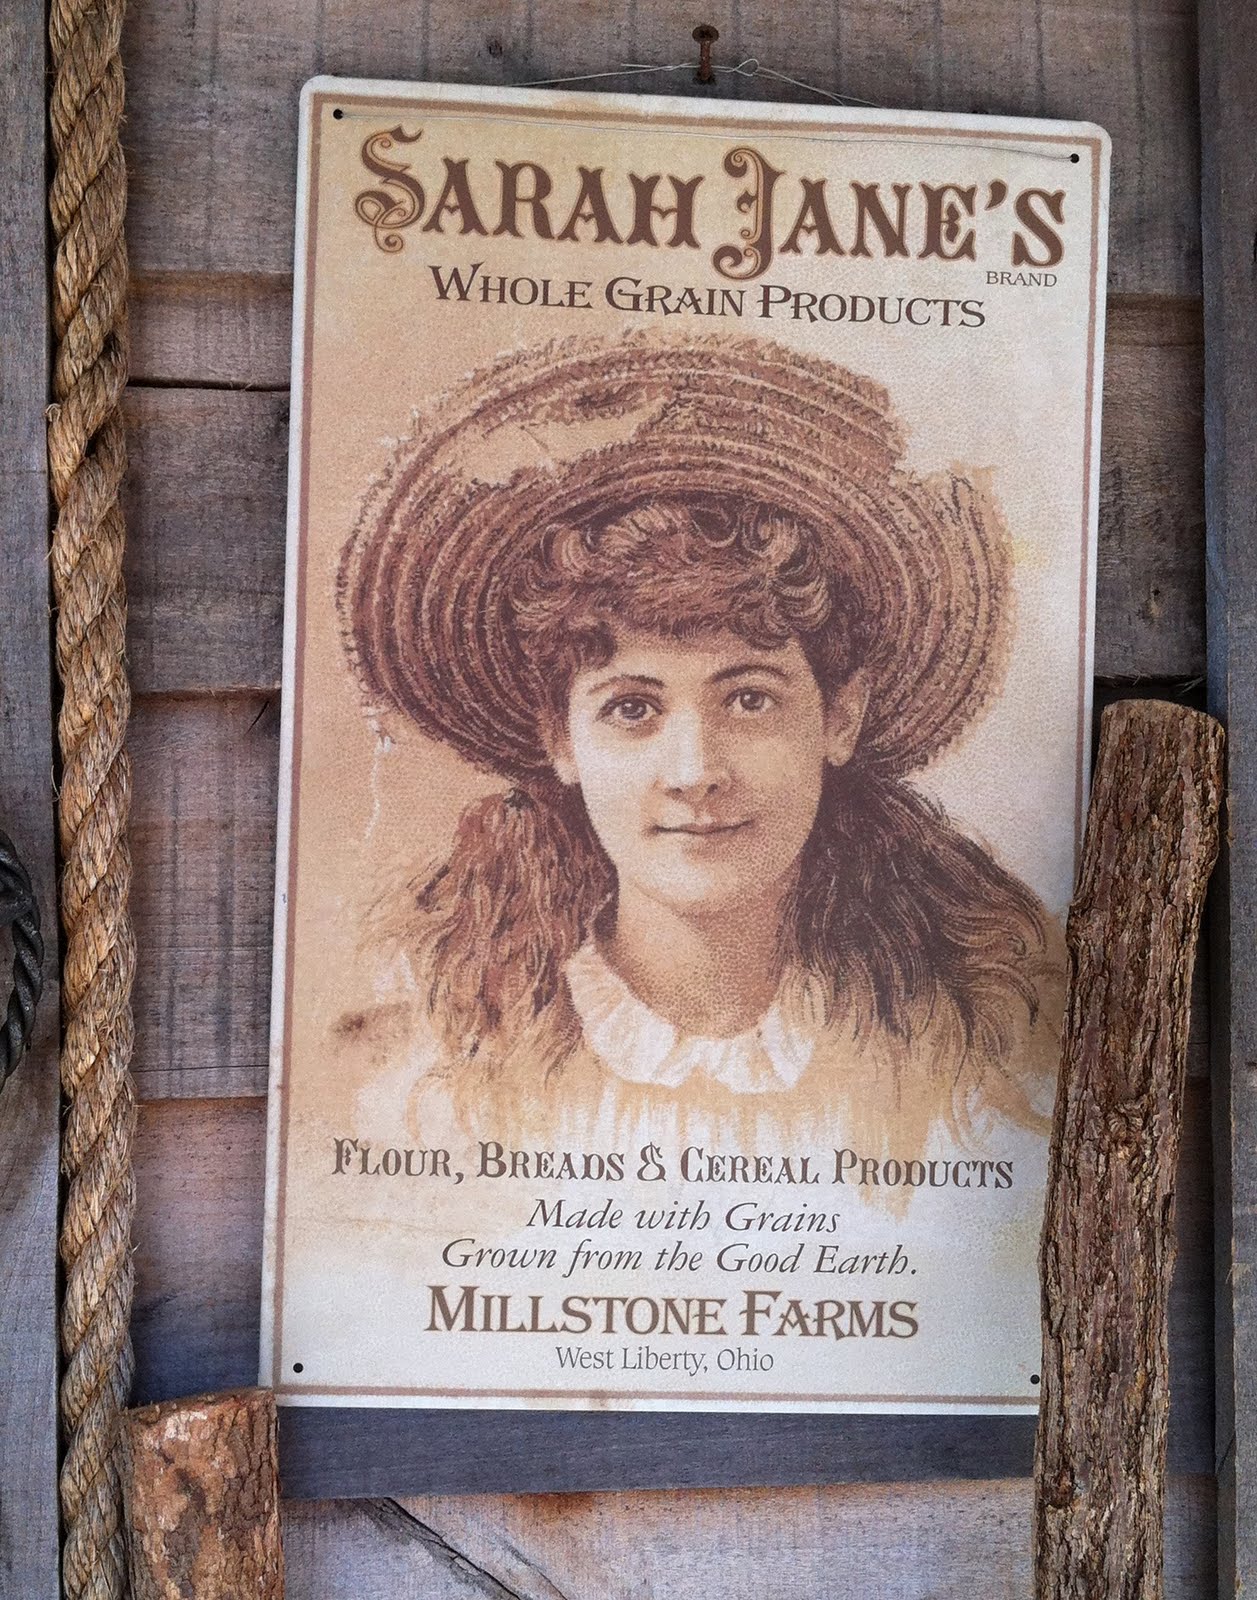 SARAH JANE'S
BRAND
WHOLE GRAIN PRODUCTS
FLOUR, BREADS & CEREAL PRODUCTS
Made with Grains
Grown from the Good Earth.
MILLSTONE FARMS
West Liberty, Ohio